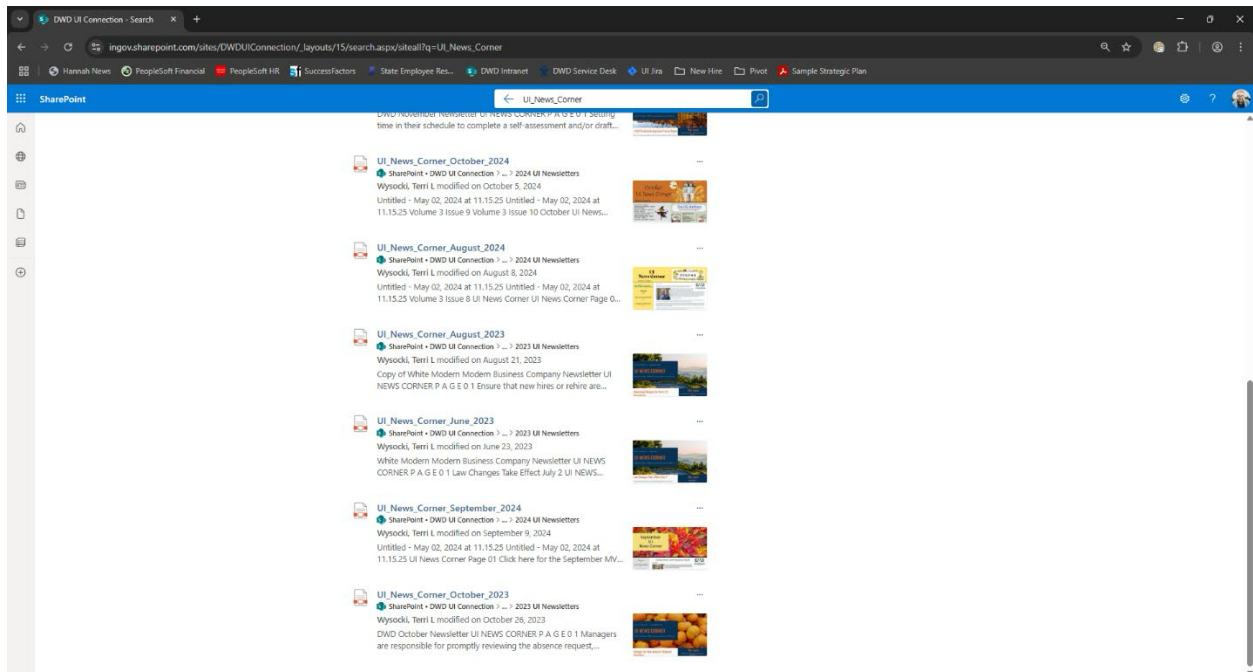 DWD UI Connection - Search
ingov.sharepoint.com/sites/DWDUIConnection/_layouts/15/search.aspx/siteall?q=UI_News_Corner
Hannah News PeopleSoft Financial PeopleSoft HR SuccessFactors State Employee Res... DWD Intranet DWD Service Desk UI Jira New Hire Pivot Sample Strategic Plan
SharePoint UI_News_Corner
DWD November Newsletter UI NEWS CORNER P A G E 0 1 Setting
time in their schedule to complete a self-assessment and/or draft...
UI_News_Corner_October_2024
SharePoint • DWD UI Connection > ... > 2024 UI Newsletters
Wysocki, Terri L modified on October 5, 2024
Untitled - May 02, 2024 at 11.15.25 Untitled - May 02, 2024 at
11.15.25 Volume 3 Issue 9 Volume 3 Issue 10 October UI News...
UI_News_Corner_August_2024
SharePoint • DWD UI Connection > ... > 2024 UI Newsletters
Wysocki, Terri L modified on August 8, 2024
Untitled - May 02, 2024 at 11.15.25 Untitled - May 02, 2024 at
11.15.25 Volume 3 Issue 8 UI News Corner UI News Corner Page 0...
UI_News_Corner_August_2023
SharePoint • DWD UI Connection > ... > 2023 UI Newsletters
Wysocki, Terri L modified on August 21, 2023
Copy of White Modern Modern Business Company Newsletter UI
NEWS CORNER P A G E 0 1 Ensure that new hires or rehire are...
UI_News_Corner_June_2023
SharePoint • DWD UI Connection > ... > 2023 UI Newsletters
Wysocki, Terri L modified on June 23, 2023
White Modern Modern Business Company Newsletter UI NEWS
CORNER P A G E 0 1 Law Changes Take Effect July 2 UI NEWS...
UI_News_Corner_September_2024
SharePoint • DWD UI Connection > ... > 2024 UI Newsletters
Wysocki, Terri L modified on September 9, 2024
Untitled - May 02, 2024 at 11.15.25 Untitled - May 02, 2024 at
11.15.25 UI News Corner Page 01 Click here for the September MV...
UI_News_Corner_October_2023
SharePoint • DWD UI Connection > ... > 2023 UI Newsletters
Wysocki, Terri L modified on October 26, 2023
DWD October Newsletter UI NEWS CORNER P A G E 0 1 Managers
are responsible for promptly reviewing the absence request,...